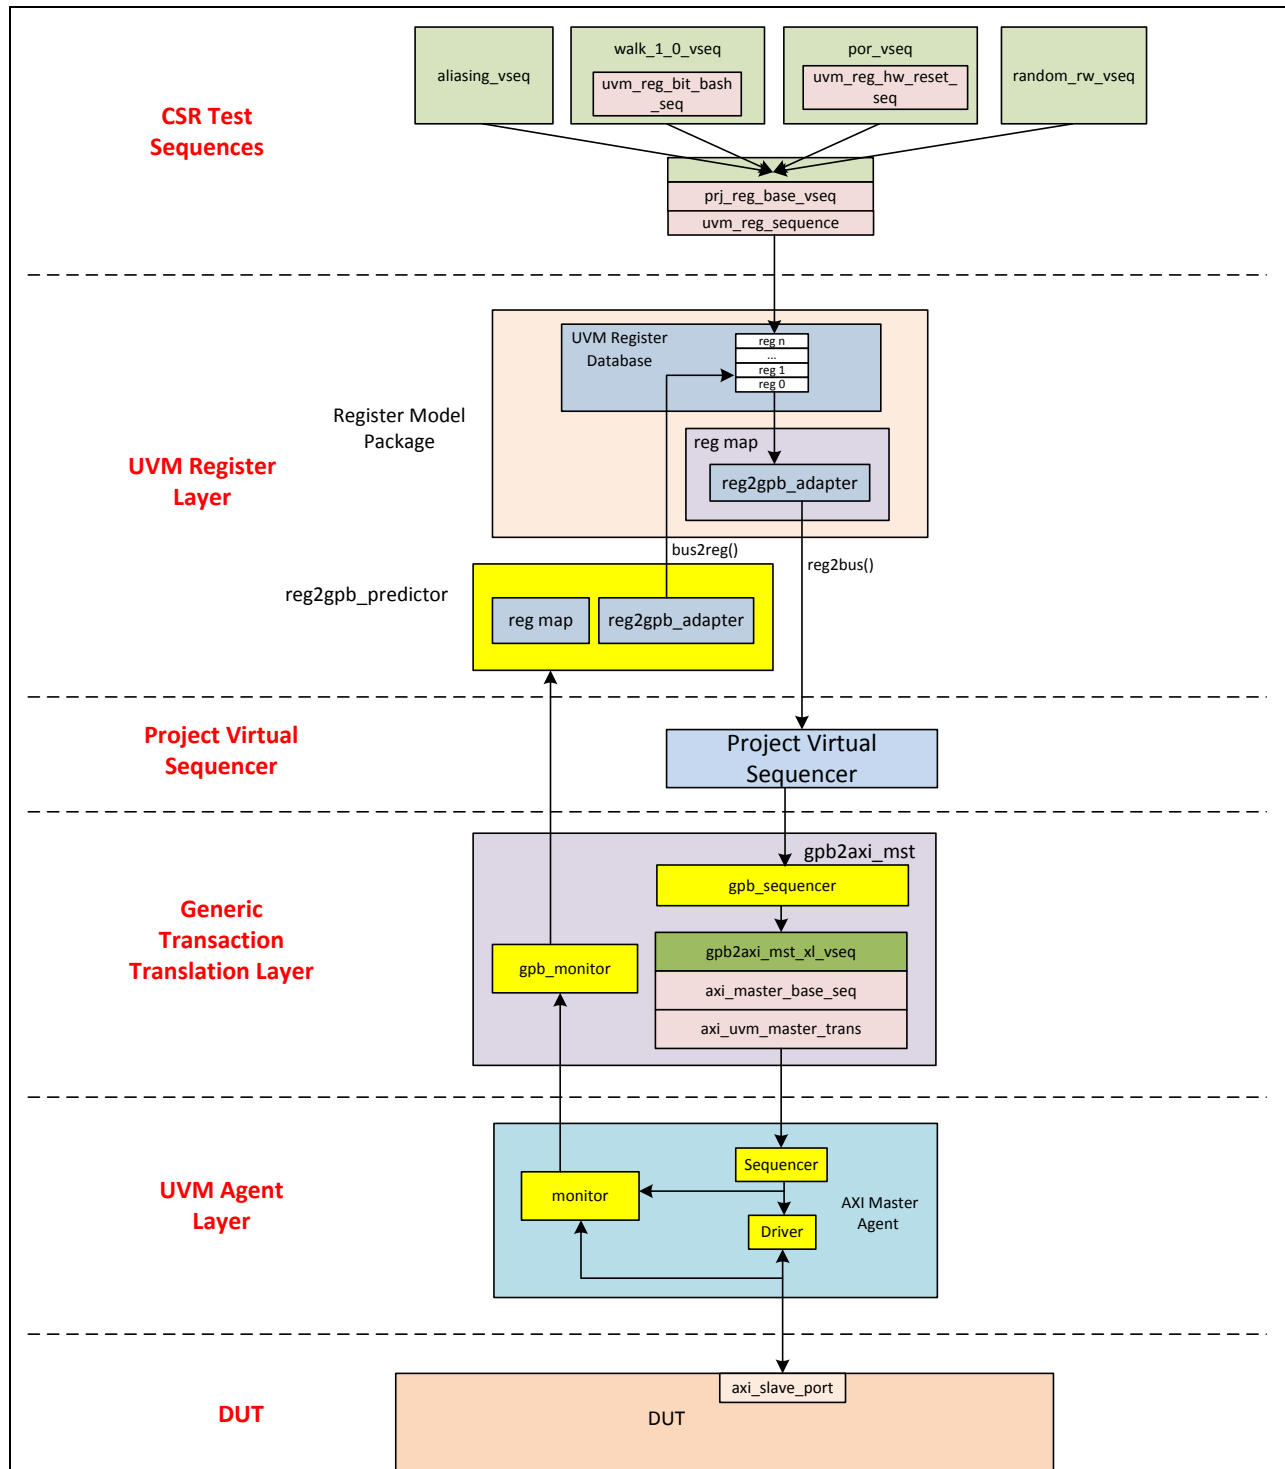 CSR Test
Sequences
aliasing_vseq
walk_1_0_vseq
uvm_reg_bit_bash
_seq
por_vseq
uvm_reg_hw_reset_
seq
random_rw_vseq
prj_reg_base_vseq
uvm_reg_sequence
UVM Register
Layer
Register Model
Package
UVM Register
Database
reg n
...
reg 1
reg 0
reg map
reg2gpb_adapter
bus2reg()
reg2bus()
reg2gpb_predictor
reg map
reg2gpb_adapter
Project Virtual
Sequencer
Project Virtual
Sequencer
Generic
Transaction
Translation Layer
gpb2axi_mst
gpb_sequencer
gpb_monitor
gpb2axi_mst_xl_vseq
axi_master_base_seq
axi_uvm_master_trans
UVM Agent
Layer
monitor
Sequencer
Driver
AXI Master
Agent
DUT
axi_slave_port
DUT